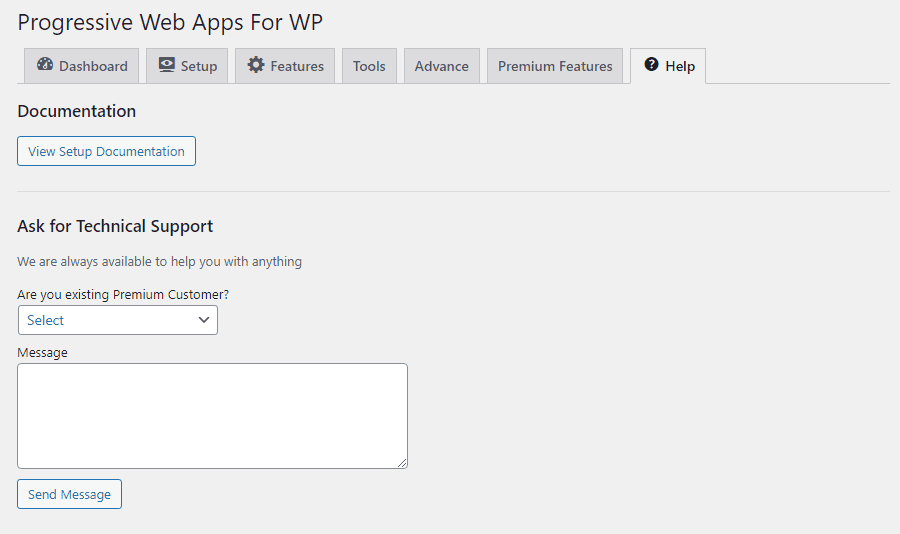 Progressive Web Apps For WP
Dashboard Setup Features Tools Advance Premium Features Help
Documentation
View Setup Documentation
Ask for Technical Support
We are always available to help you with anything
Are you existing Premium Customer?
Select
Message
Send Message